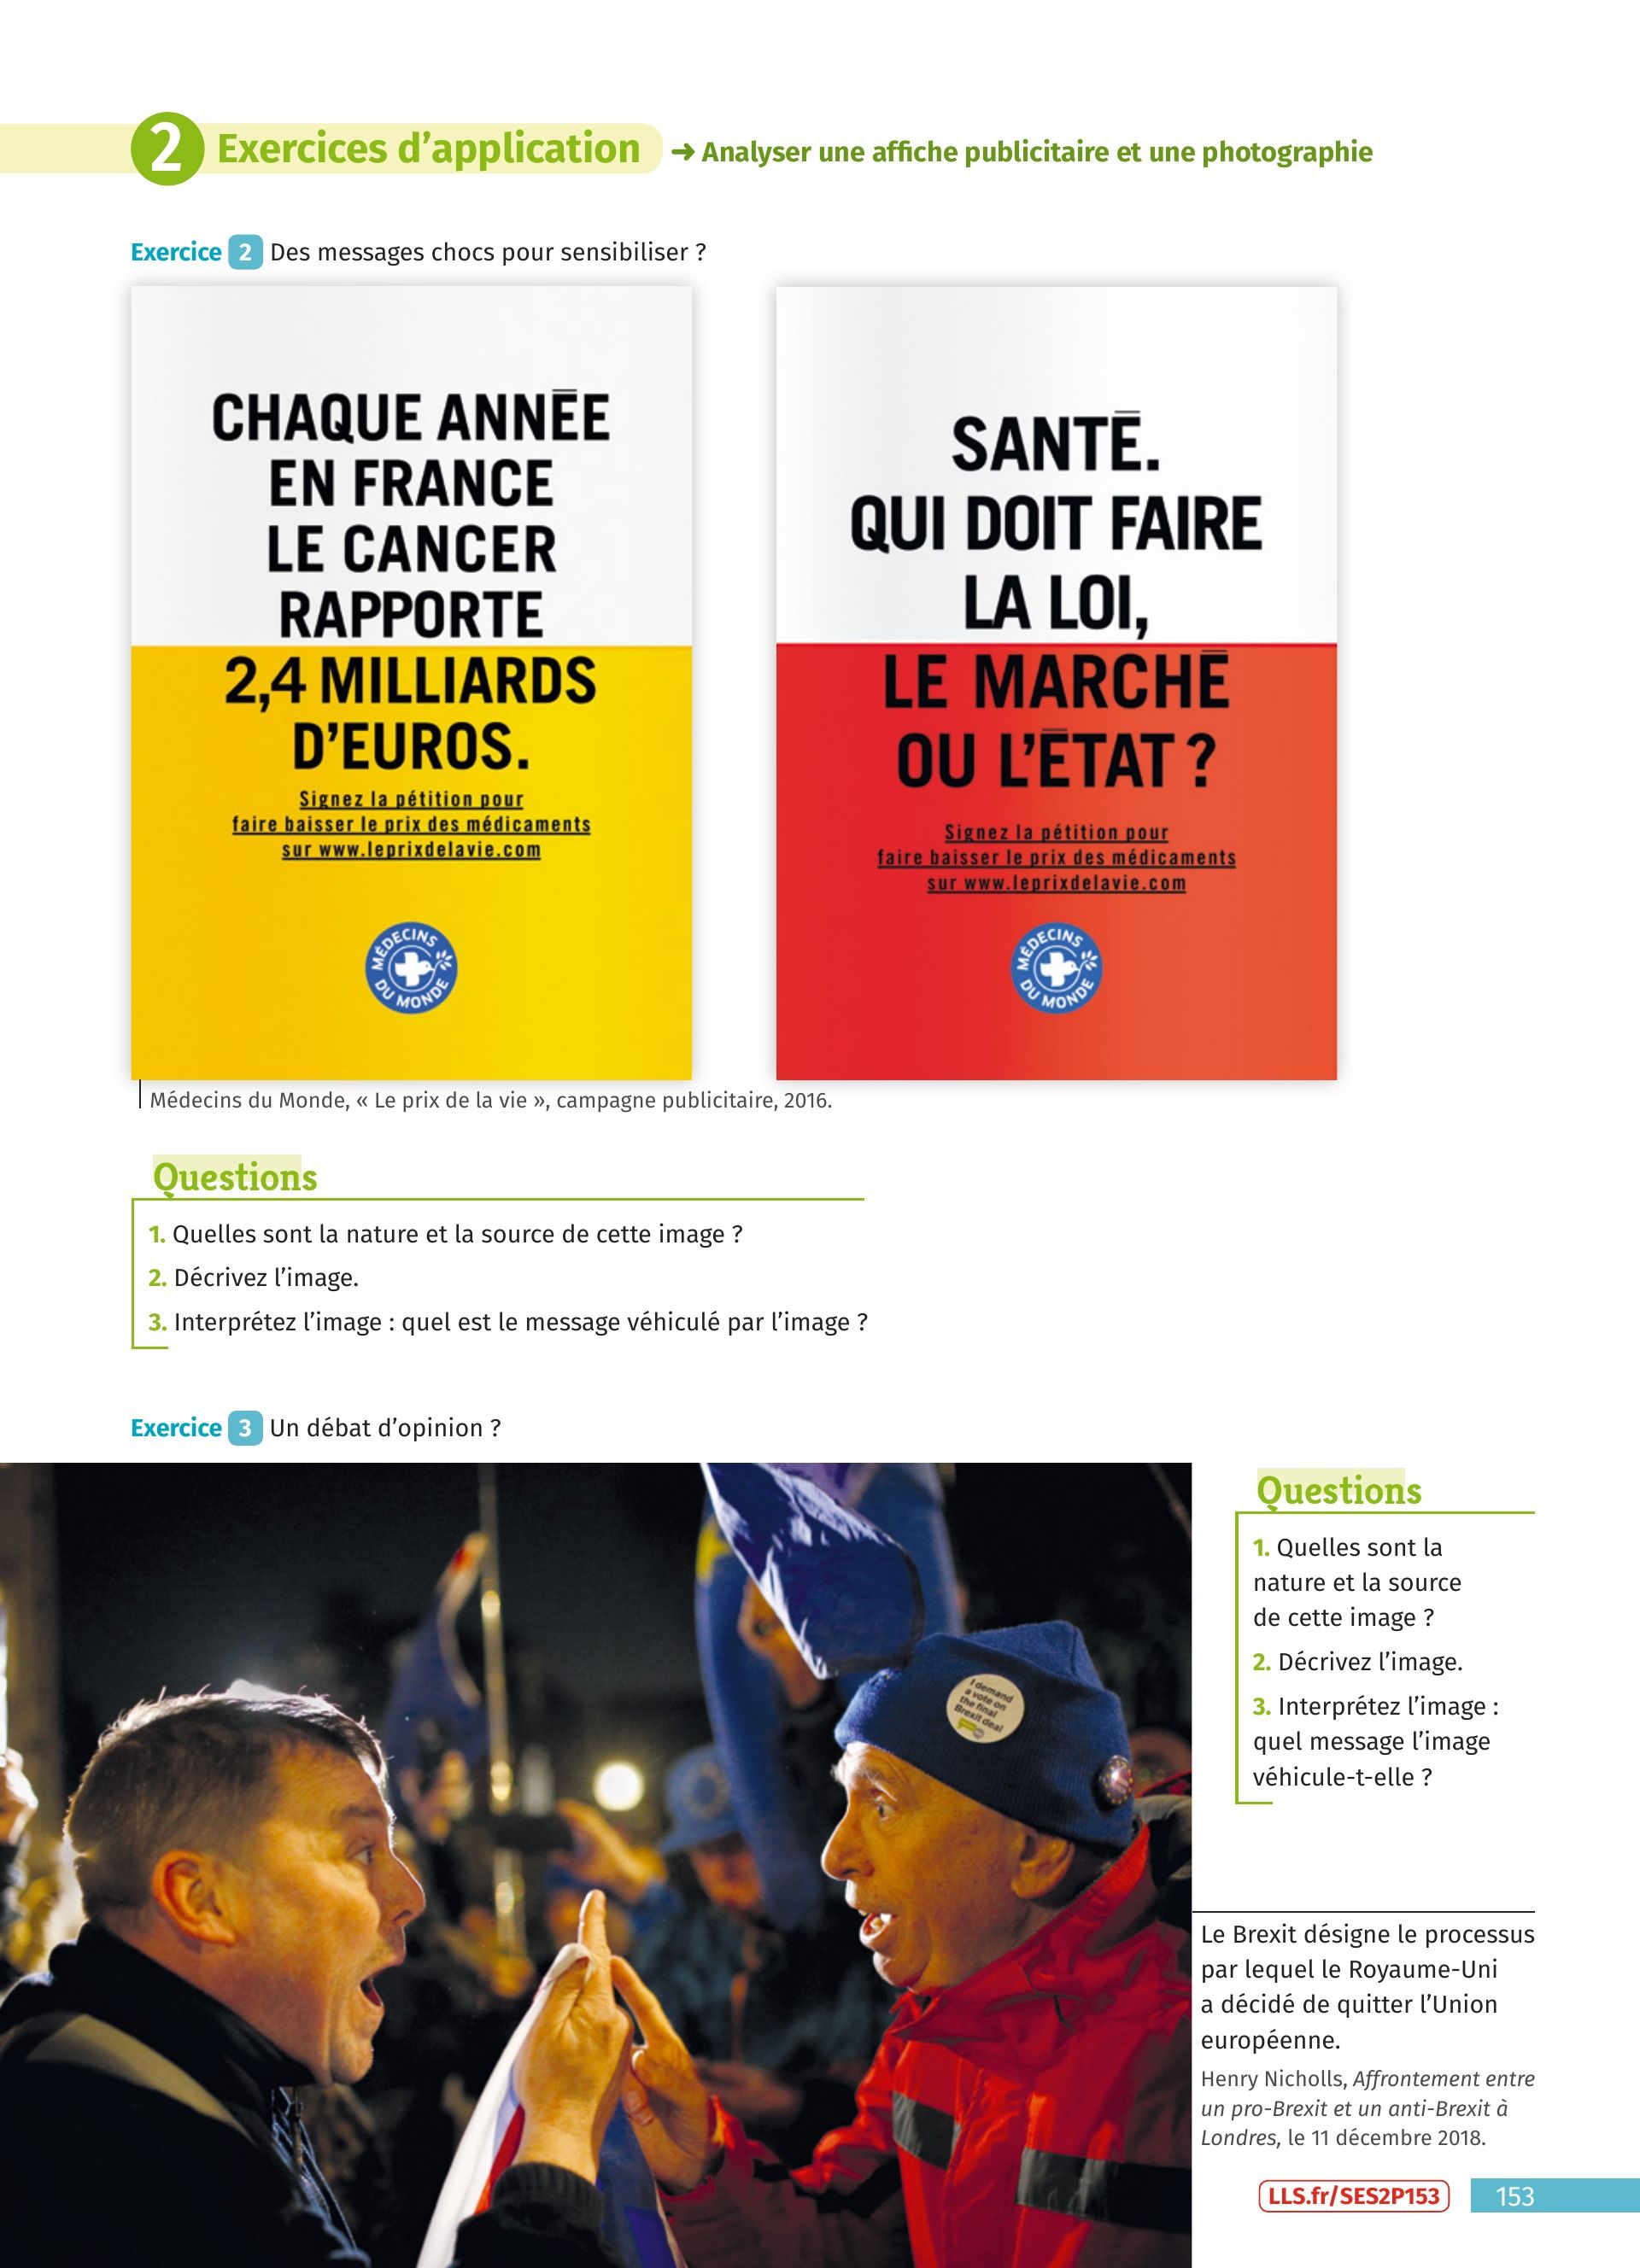 2 Exercices d’application → Analyser une affiche publicitaire et une photographie
Exercice 2 Des messages chocs pour sensibiliser ?
CHAQUE ANNÉE
EN FRANCE
LE CANCER
RAPPORTE
2,4 MILLIARDS
D’EUROS.
Signez la pétition pour
faire baisser le prix des médicaments
sur www.leprixdelavie.com
MÉDECINS
DU MONDE
SANTÉ.
QUI DOIT FAIRE
LA LOI,
LE MARCHÉ
OU L’ÉTAT ?
Signez la pétition pour
faire baisser le prix des médicaments
sur www.leprixdelavie.com
MÉDECINS
DU MONDE
Médecins du Monde, « Le prix de la vie », campagne publicitaire, 2016.
Questions
1. Quelles sont la nature et la source de cette image ?
2. Décrivez l’image.
3. Interprétez l’image : quel est le message véhiculé par l’image ?
Exercice 3 Un débat d’opinion ?
I demand
a vote on
the final
Brexit deal
Questions
1. Quelles sont la
nature et la source
de cette image ?
2. Décrivez l’image.
3. Interprétez l’image :
quel message l’image
véhicule-t-elle ?
Le Brexit désigne le processus
par lequel le Royaume-Uni
a décidé de quitter l’Union
européenne.
Henry Nicholls, Affrontement entre
un pro-Brexit et un anti-Brexit à
Londres, le 11 décembre 2018.
LLS.fr/SES2P153
153